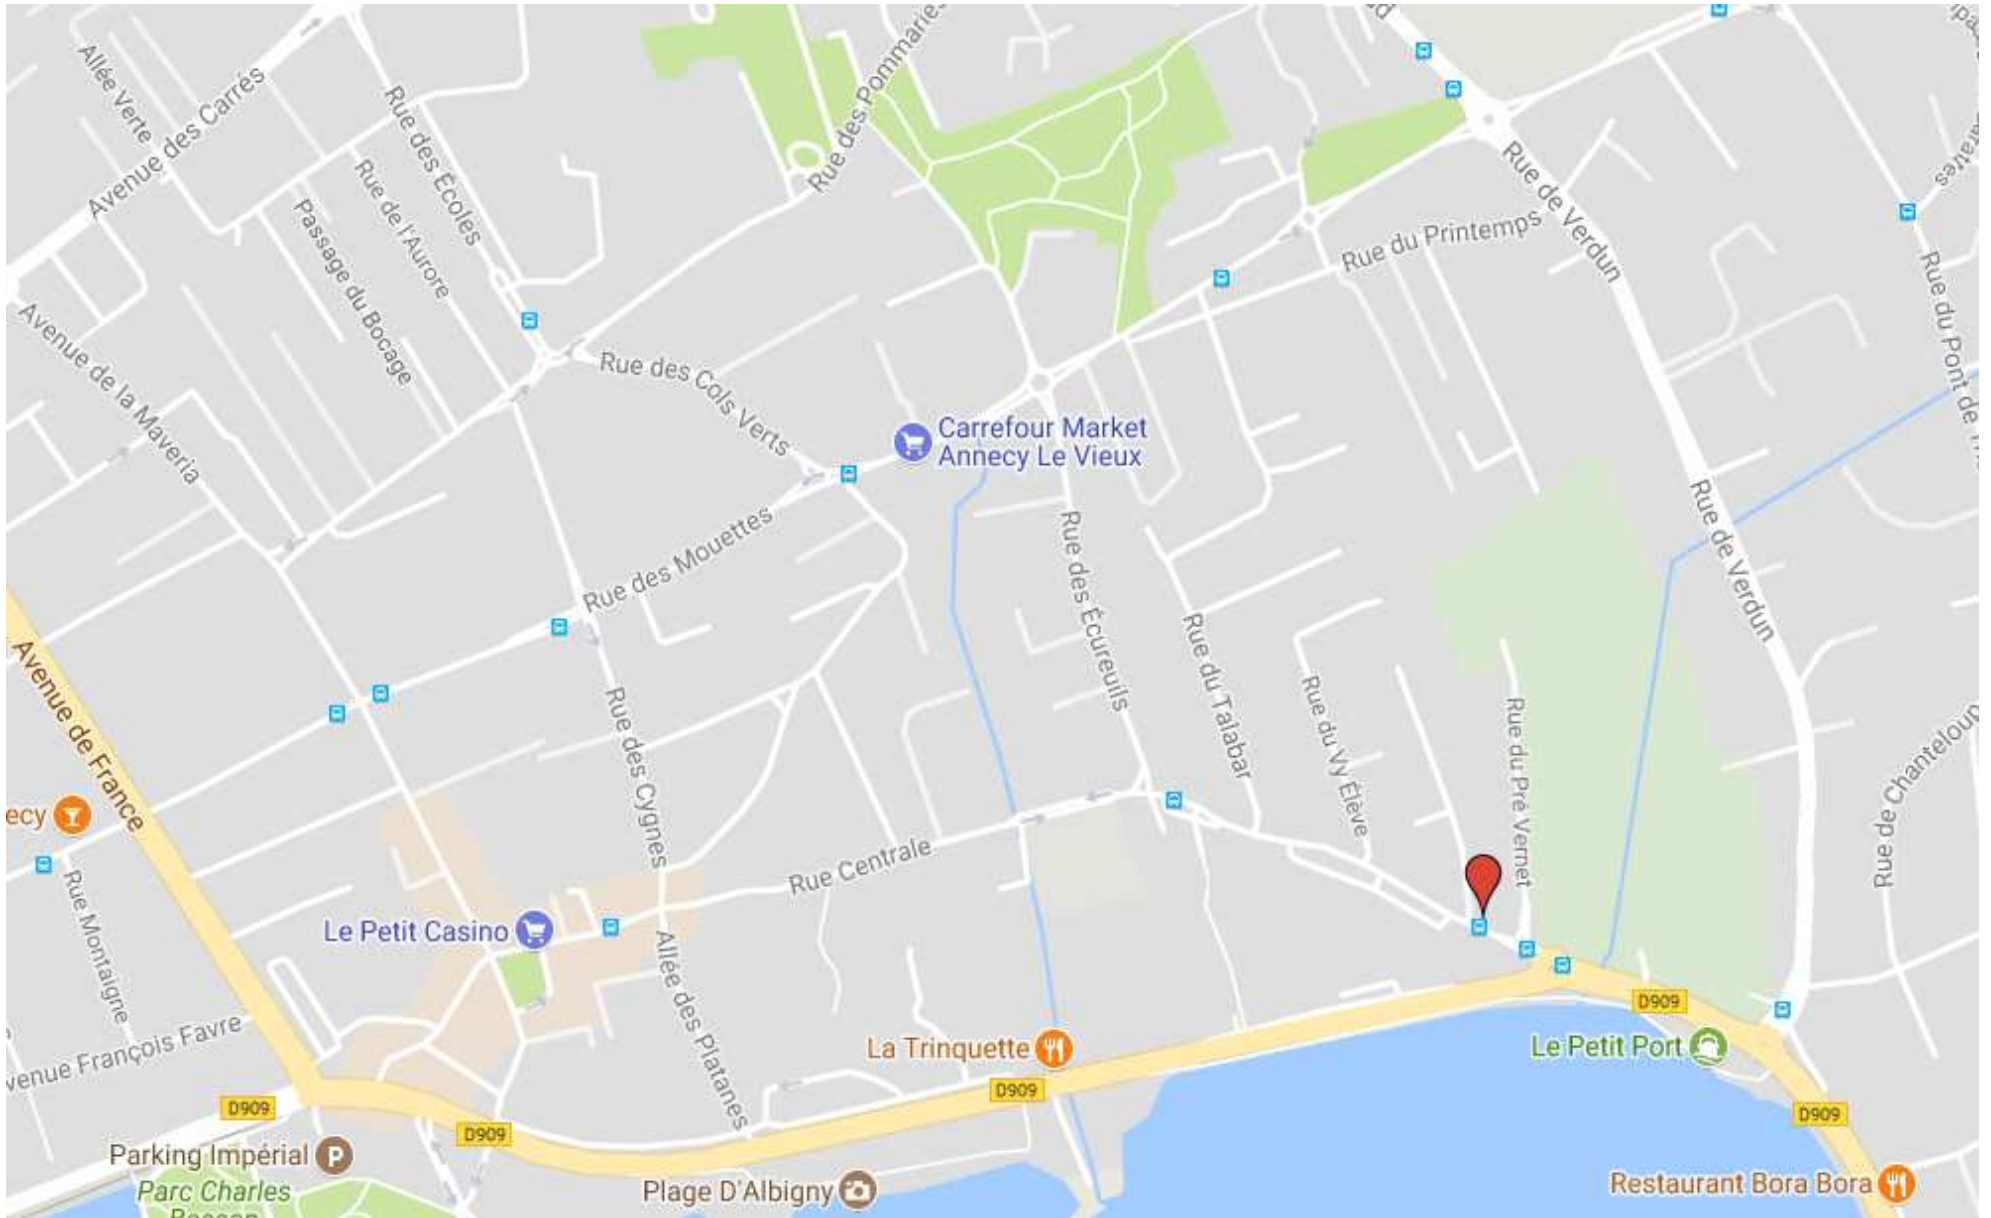 Allée Verte
Avenue des Carrés
Rue des Écoles
Rue des Pommaries
Rue de l'Aurore
Passage du Bocage
Rue de Verdun
Rue du Printemps
Avenue de la Maveria
Rue des Cols Verts
Rue du Pont de
Carrefour Market
Annecy Le Vieux
Rue des Mouettes
Rue des Écureuils
Rue de Verdun
Avenue de France
Rue des Cygnes
Rue du Talabar
Rue du Vy Élève
Rue du Pré Vernet
Rue de Chanteloup
ecy
Rue Centrale
Rue Montaigne
Le Petit Casino
Allée des Platanes
venue François Favre
La Trinquette
D909
Le Petit Port
D909
D909
D909
D909
Parking Impérial
P
Parc Charles
Plage D'Albigny
Restaurant Bora Bora